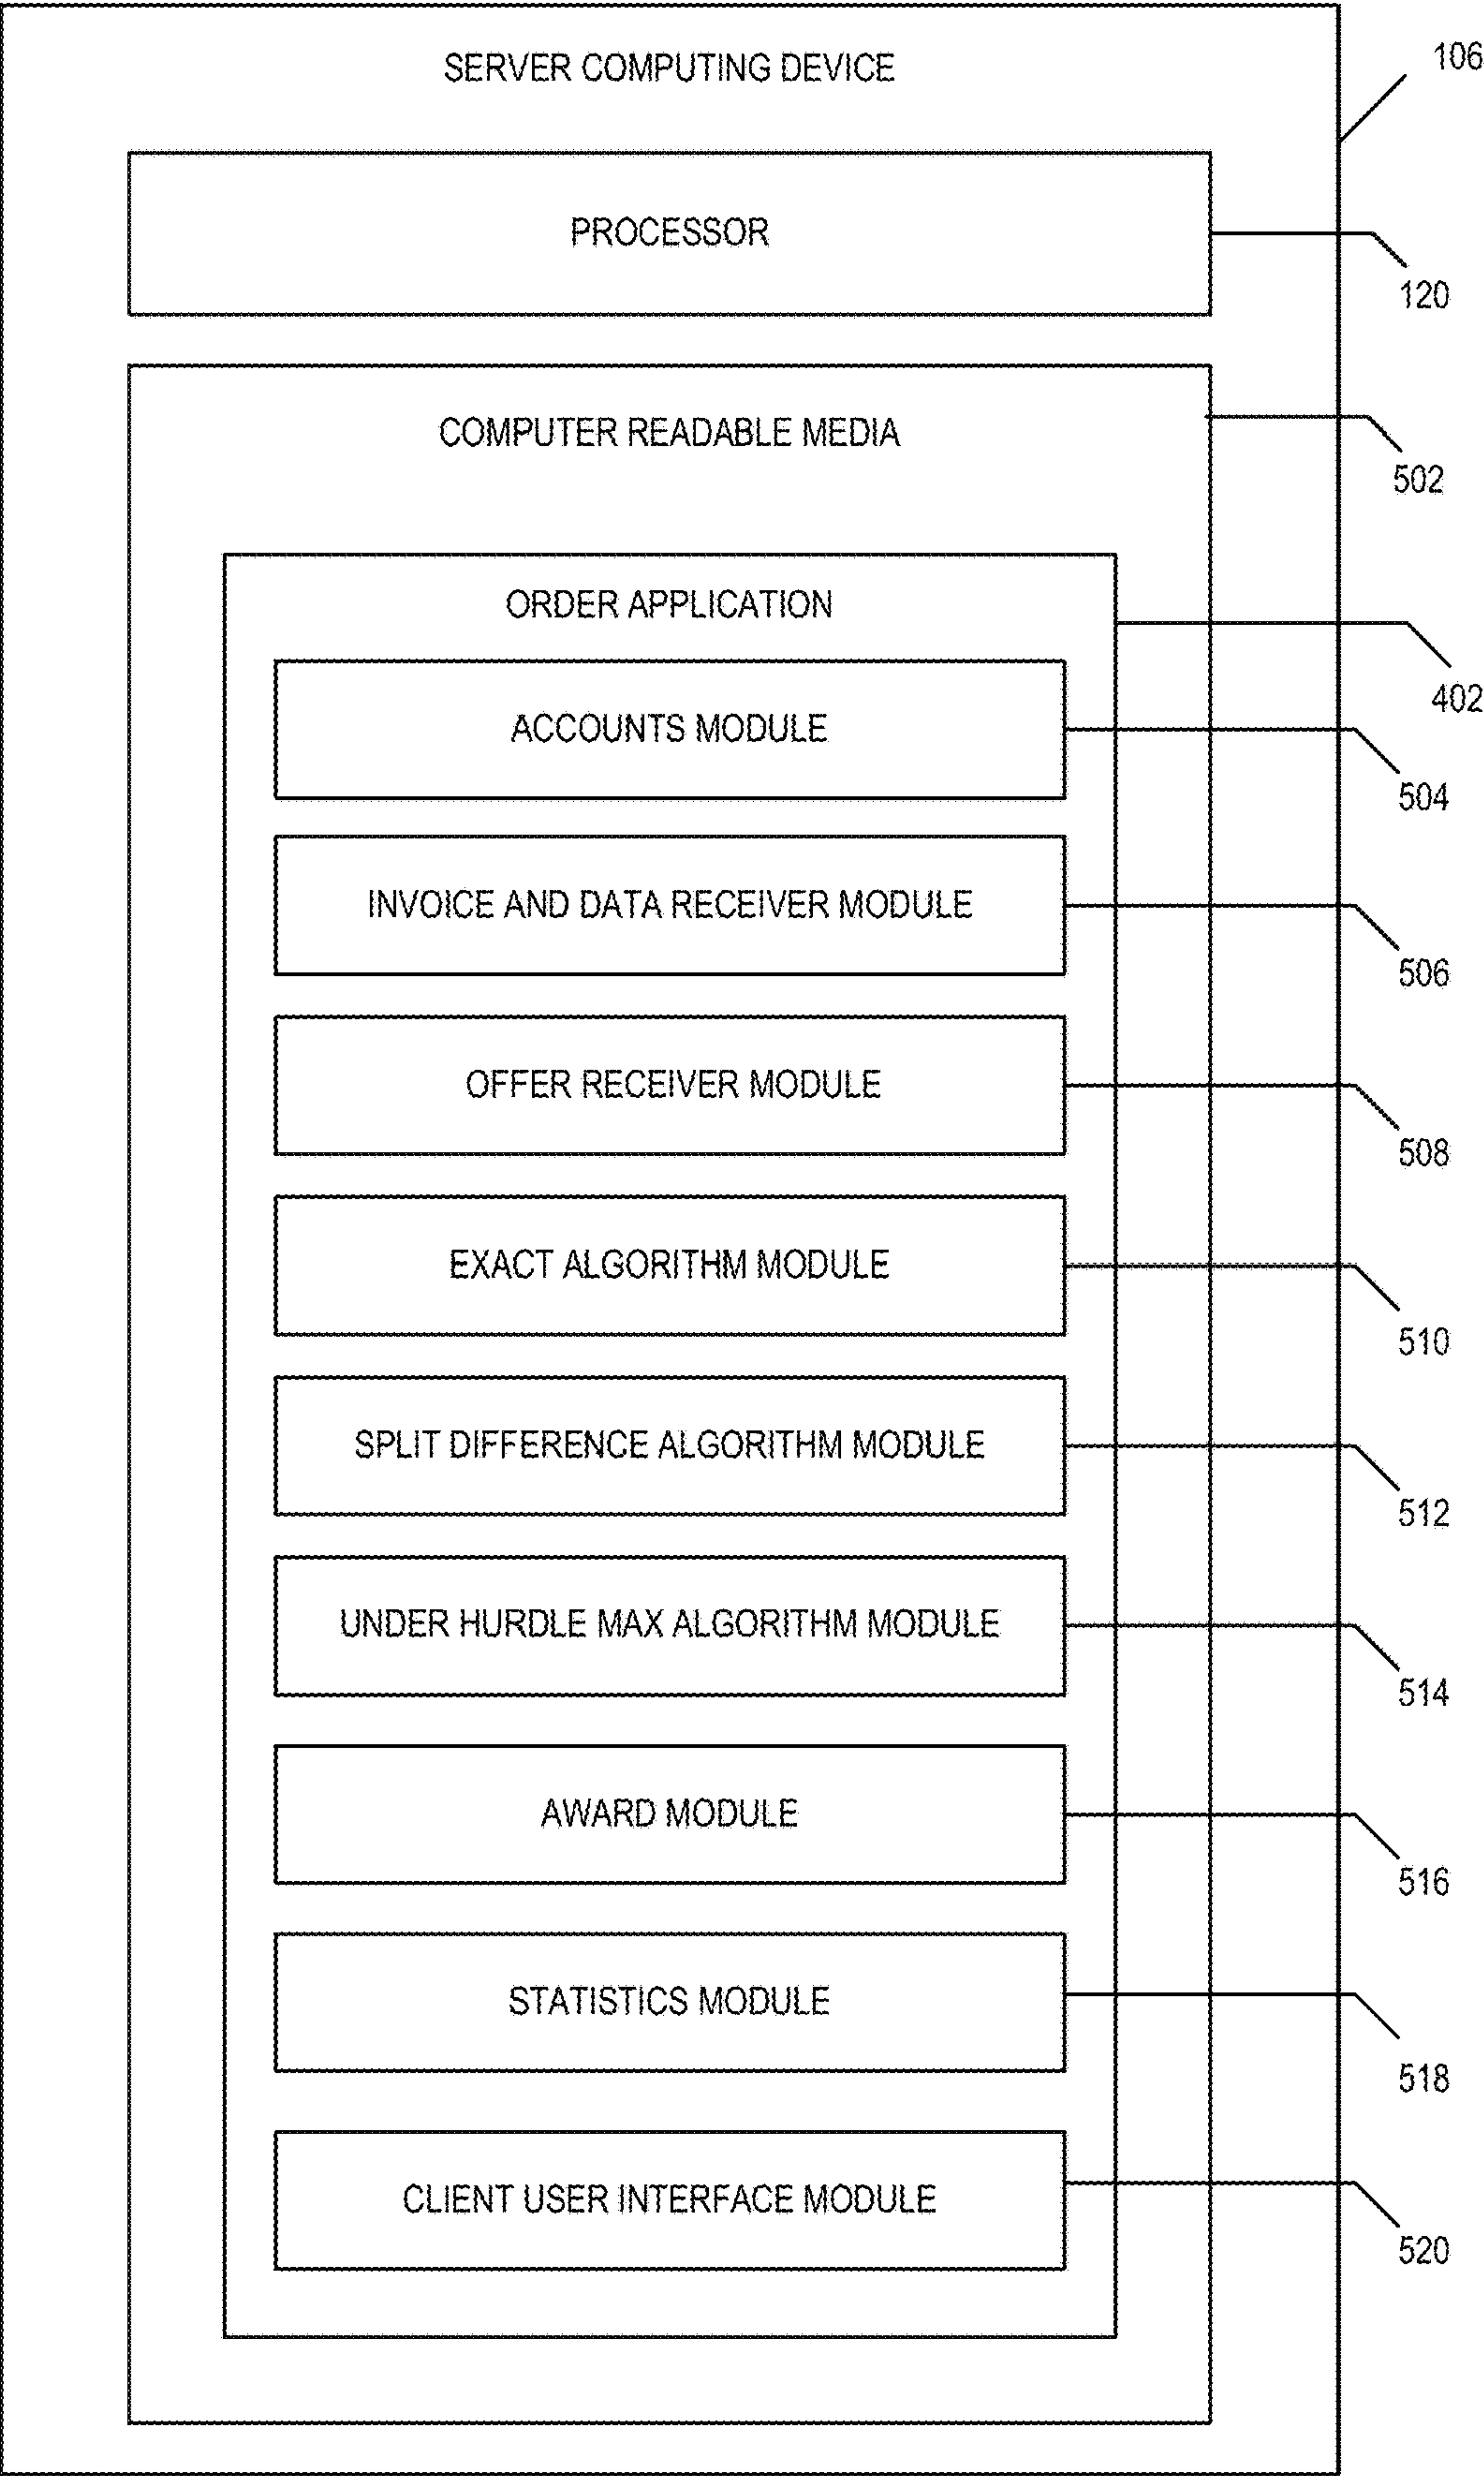 SERVER COMPUTING DEVICE
106
PROCESSOR
120
COMPUTER READABLE MEDIA
502
ORDER APPLICATION
402
ACCOUNTS MODULE
504
INVOICE AND DATA RECEIVER MODULE
506
OFFER RECEIVER MODULE
508
EXACT ALGORITHM MODULE
510
SPLIT DIFFERENCE ALGORITHM MODULE
512
UNDER HURDLE MAX ALGORITHM MODULE
514
AWARD MODULE
516
STATISTICS MODULE
518
CLIENT USER INTERFACE MODULE
520